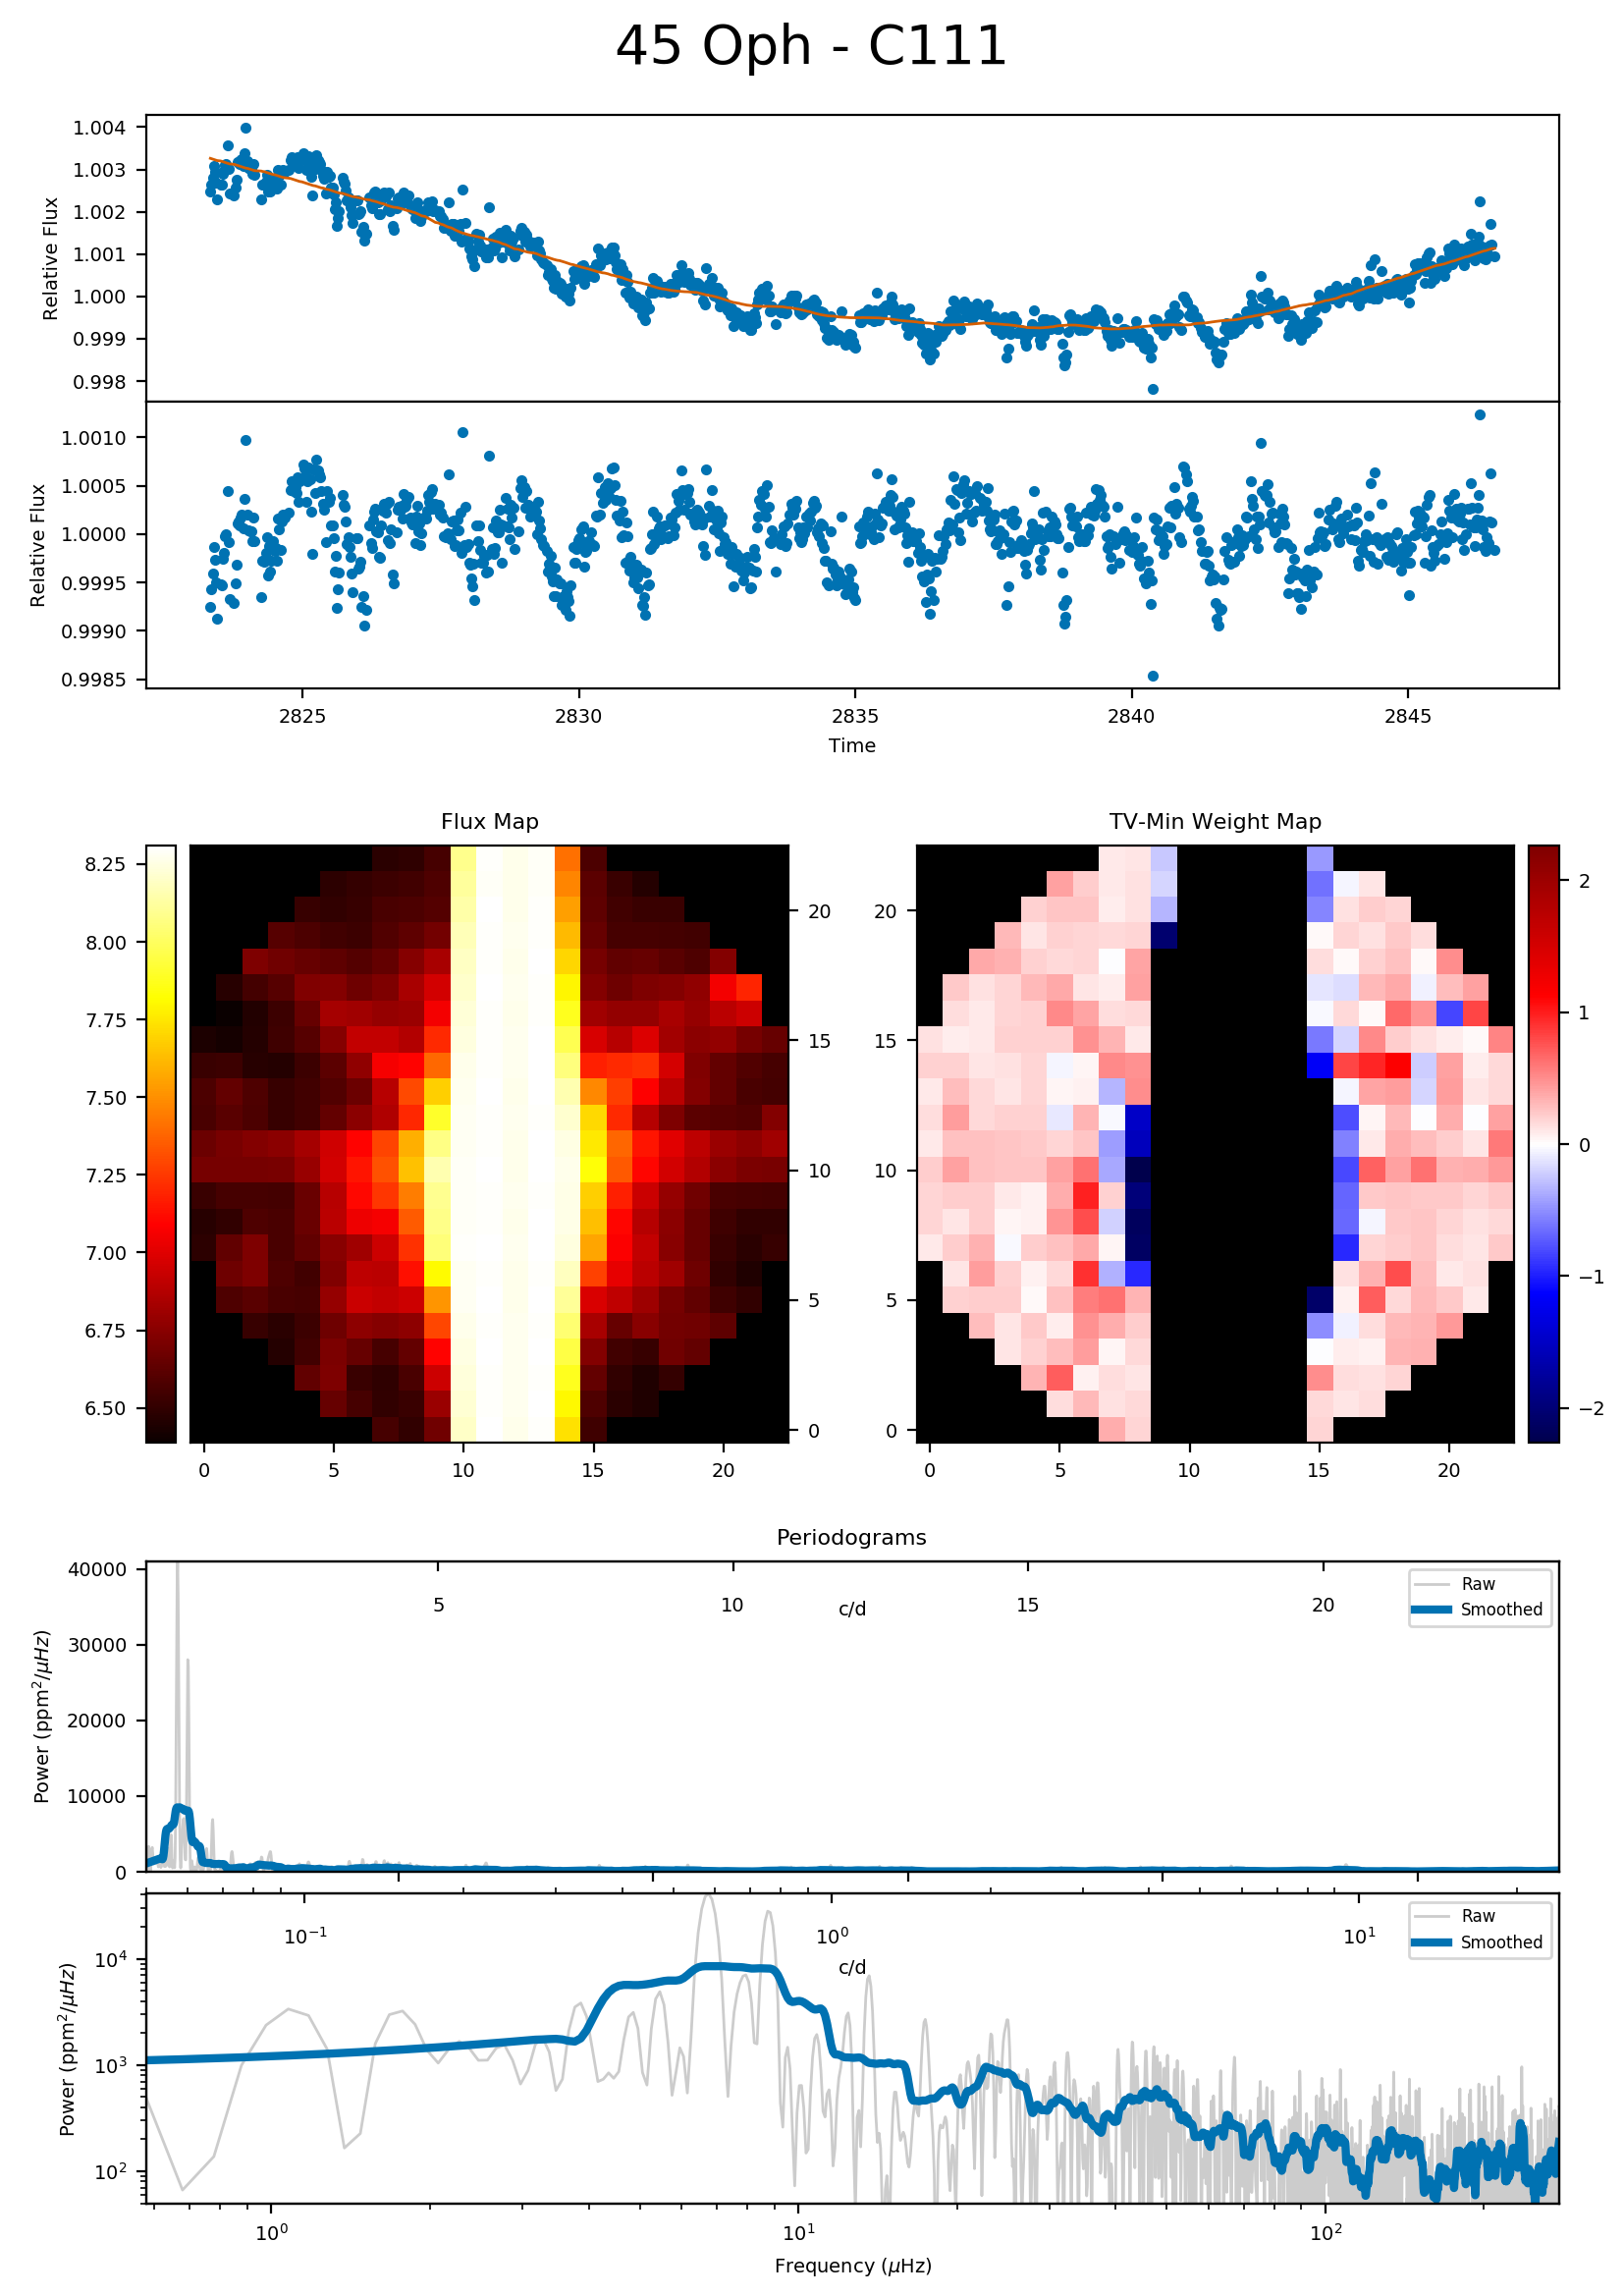 45 Oph - C111
1.004
1.003
1.002
1.001
1.000
0.999
0.998
Relative Flux
1.0010
1.0005
1.0000
0.9995
0.9990
0.9985
Relative Flux
2825 2830 2835 2840 2845
Time
Flux Map
TV-Min Weight Map
8.25
8.00
7.75
7.50
7.25
7.00
6.75
6.50
20
15
10
5
0
0 5 10 15 20
20
15
10
5
0
0 5 10 15 20
2
1
0
−1
−2
Periodograms
40000
30000
20000
10000
0
Power (ppm²/μHz)
5 10 15 20
c/d
Raw
Smoothed
10⁴
10³
10²
Power (ppm²/μHz)
10⁻¹ 10⁰ 10¹
c/d
Raw
Smoothed
10⁰ 10¹ 10²
Frequency (μHz)